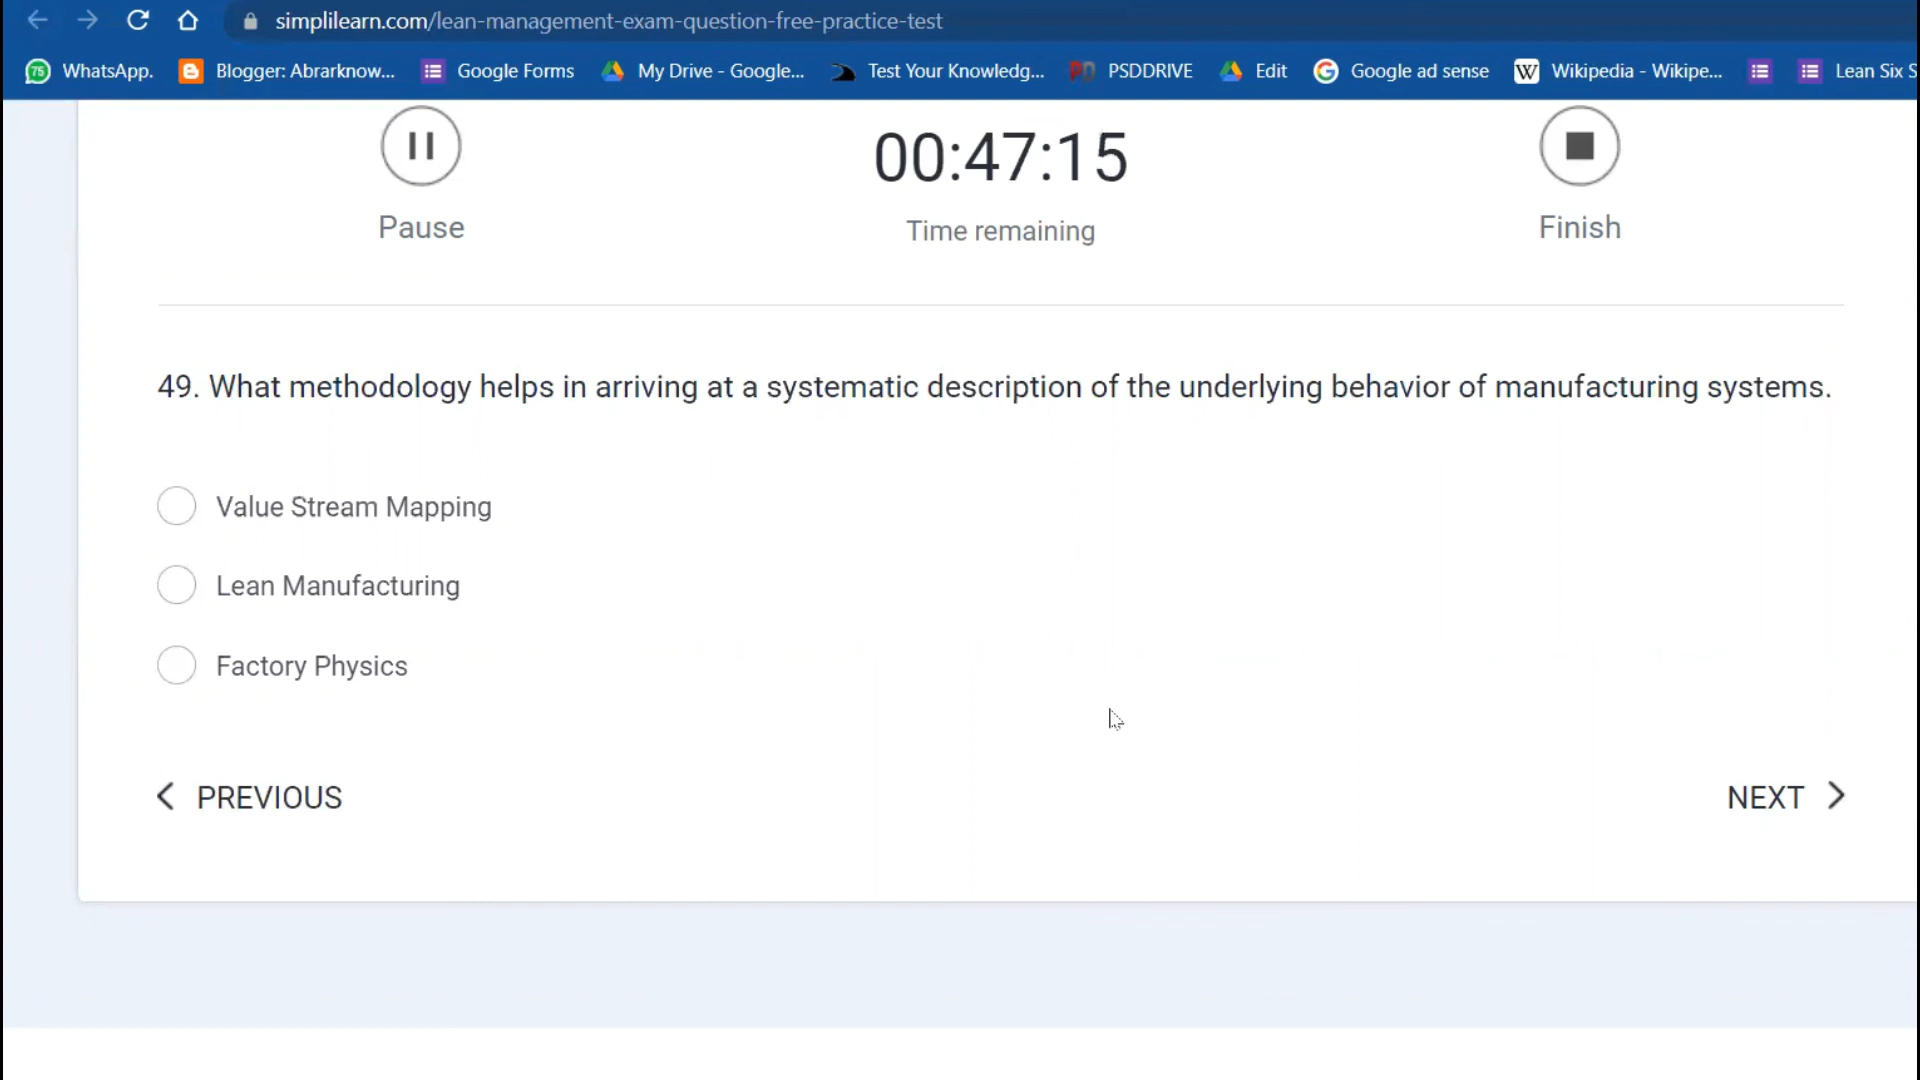 simplilearn.com/lean-management-exam-question-free-practice-test
75 WhatsApp. Blogger: Abrarknow... Google Forms My Drive - Google... Test Your Knowledg... PSDDRIVE Edit Google ad sense W Wikipedia - Wikipe... Lean Six S
00:47:15
Pause Time remaining Finish
49. What methodology helps in arriving at a systematic description of the underlying behavior of manufacturing systems.
Value Stream Mapping
Lean Manufacturing
Factory Physics
PREVIOUS NEXT